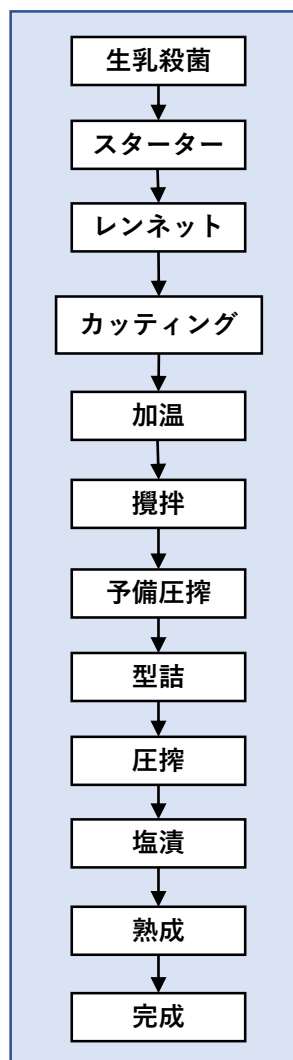 生乳殺菌
スターター
レンネット
カッティング
加温
攪拌
予備圧搾
型詰
圧搾
塩漬
熟成
完成